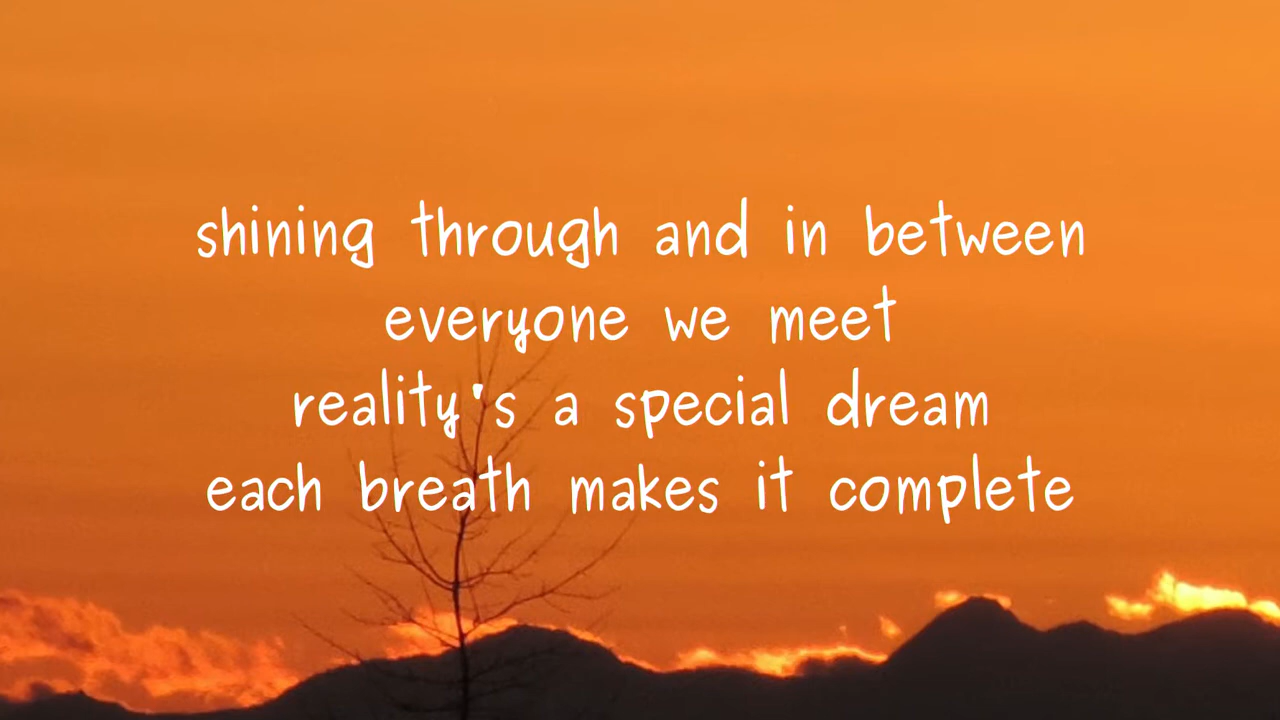 shining through and in between
everyone we meet
reality's a special dream
each breath makes it complete